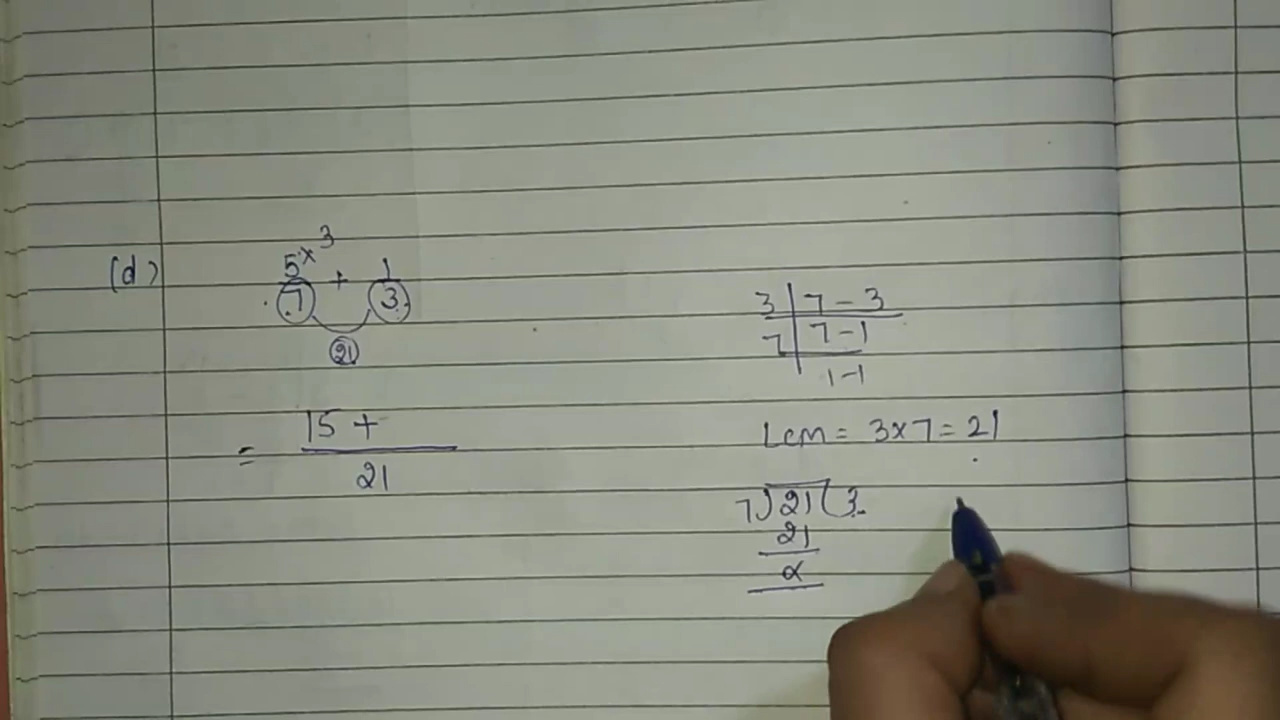 (d) 5 x 3 + 1
7 3
21
= 15 +
21
3 | 7 - 3
7 | 7 - 1
1 - 1
LCM = 3 x 7 = 21
7 ) 21 ( 3
21
x